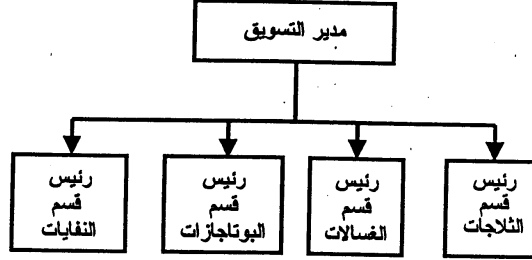 مدير التسويق
رئيس
قسم
الثلاجات
رئيس
قسم
الغسالات
رئيس
قسم
البوتاجازات
رئيس
قسم
النفايات